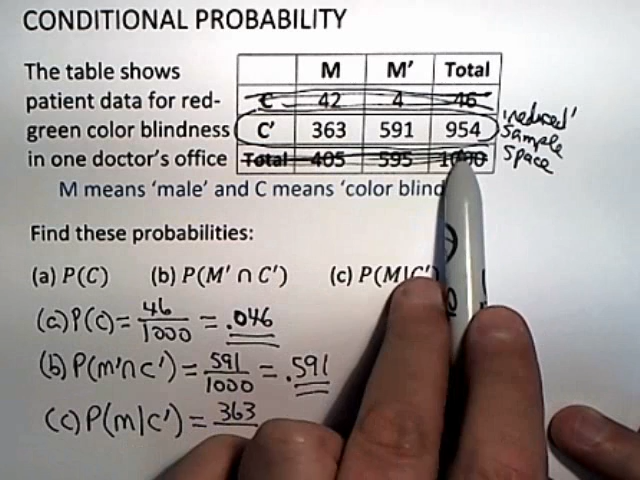 CONDITIONAL PROBABILITY
The table shows
patient data for red-
green color blindness
in one doctor's office
M M′ Total
C 42 4 46
C′ 363 591 954
Total 405 595 1000
'reduced'
sample
space
M means 'male' and C means 'color blind
Find these probabilities:
(a) P(C) (b) P(M′ ∩ C′) (c) P(M|C′)
(a) P(C) = 46/1000 = .046
(b) P(M′∩C′) = 591/1000 = .591
(c) P(M|C′) = 363